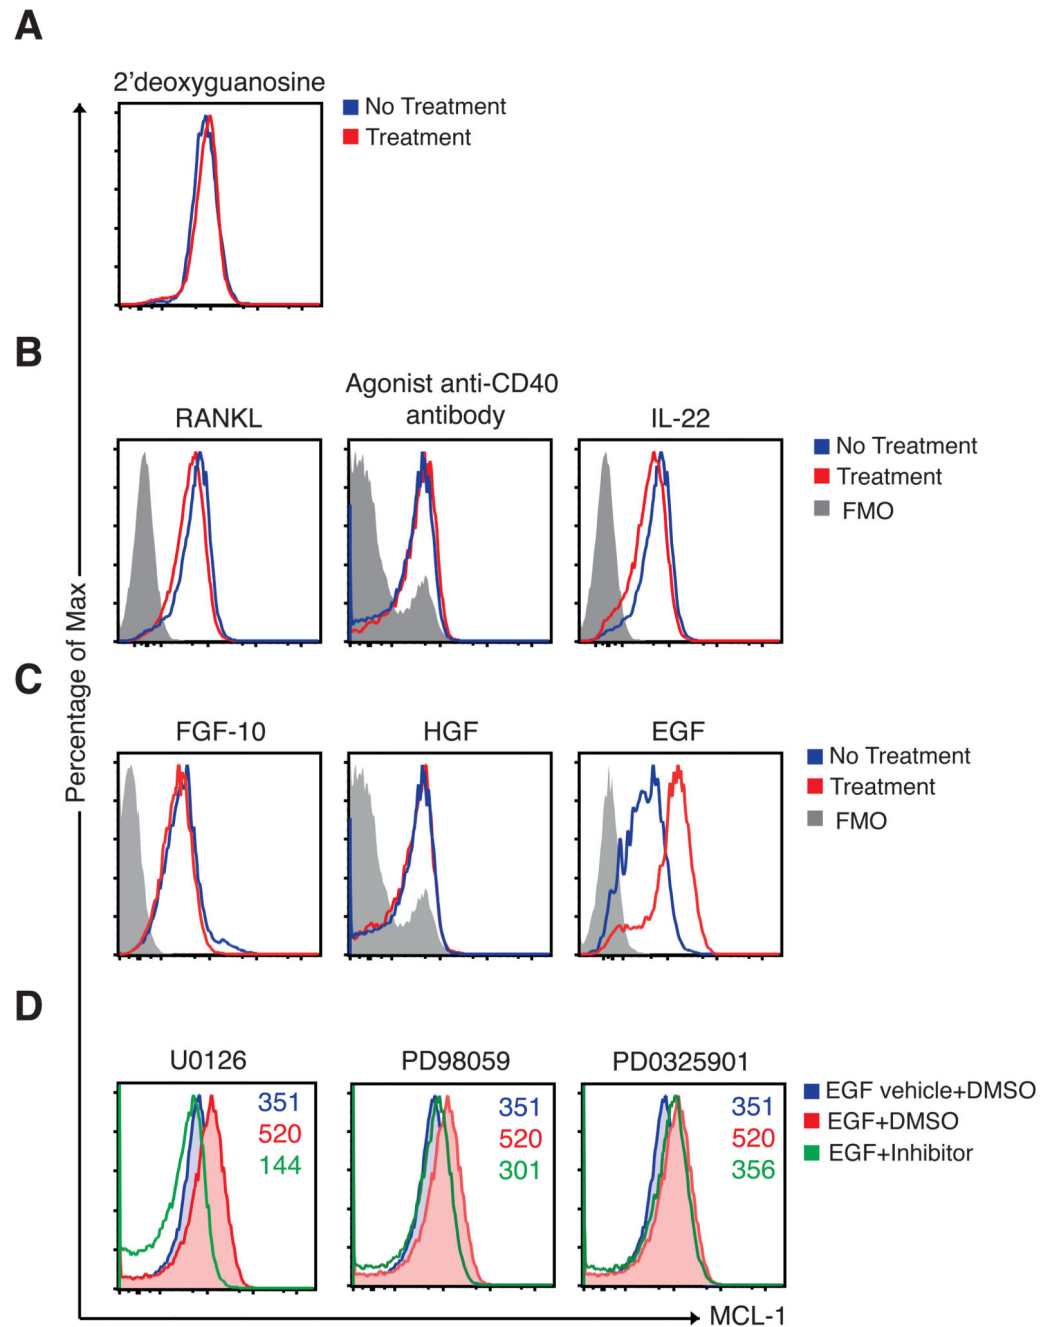 A
2'deoxyguanosine
No Treatment
Treatment
B
Agonist anti-CD40
antibody
RANKL
IL-22
No Treatment
Treatment
FMO
Percentage of Max
C
FGF-10
HGF
EGF
No Treatment
Treatment
FMO
D
U0126
PD98059
PD0325901
351
520
144
351
520
301
351
520
356
EGF vehicle+DMSO
EGF+DMSO
EGF+Inhibitor
MCL-1